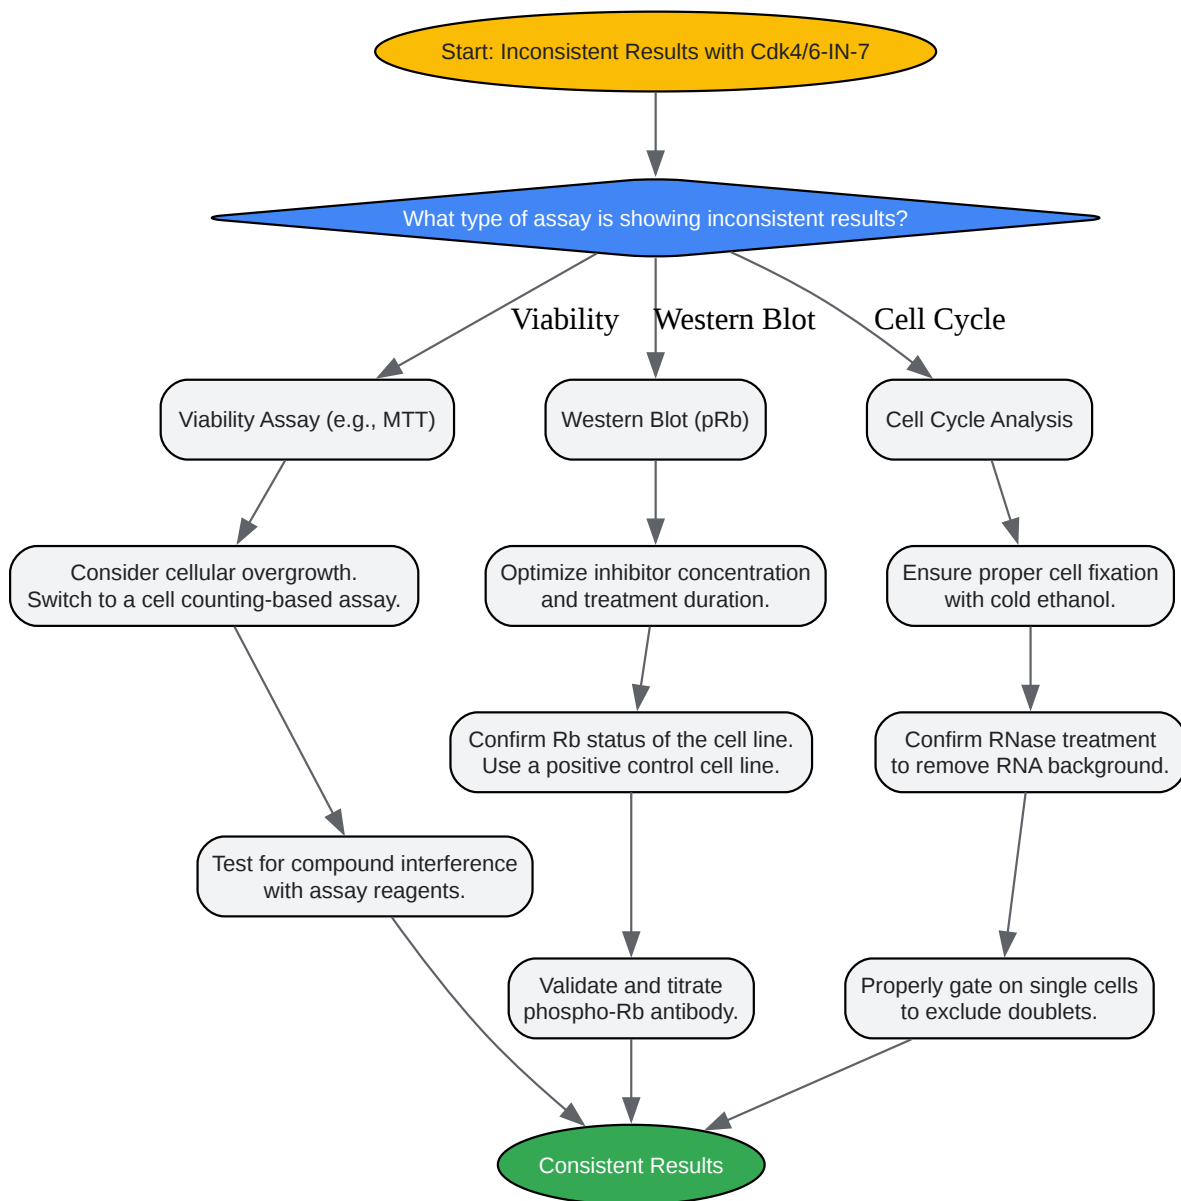 Start: Inconsistent Results with Cdk4/6-IN-7
What type of assay is showing inconsistent results?
Viability
Western Blot
Cell Cycle
Viability Assay (e.g., MTT)
Western Blot (pRb)
Cell Cycle Analysis
Consider cellular overgrowth.
Switch to a cell counting-based assay.
Optimize inhibitor concentration
and treatment duration.
Ensure proper cell fixation
with cold ethanol.
Confirm Rb status of the cell line.
Use a positive control cell line.
Confirm RNase treatment
to remove RNA background.
Test for compound interference
with assay reagents.
Validate and titrate
phospho-Rb antibody.
Properly gate on single cells
to exclude doublets.
Consistent Results